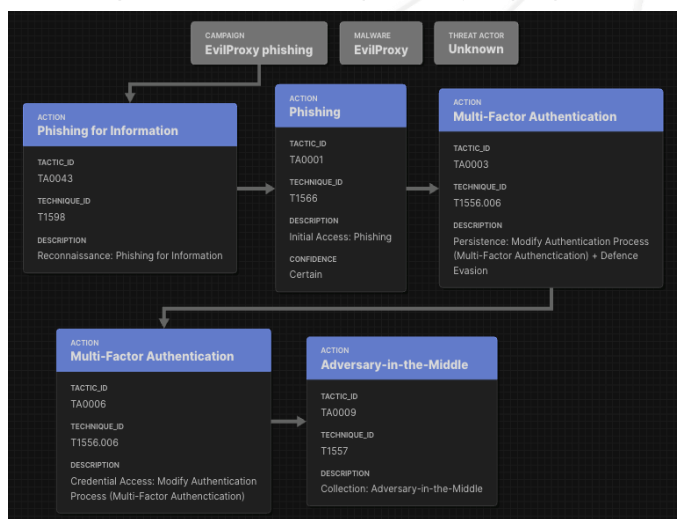 CAMPAIGN
EvilProxy phishing
MALWARE
EvilProxy
THREAT ACTOR
Unknown
ACTION
Phishing for Information
TACTIC_ID
TA0043
TECHNIQUE_ID
T1598
DESCRIPTION
Reconnaissance: Phishing for Information
ACTION
Phishing
TACTIC_ID
TA0001
TECHNIQUE_ID
T1566
DESCRIPTION
Initial Access: Phishing
CONFIDENCE
Certain
ACTION
Multi-Factor Authentication
TACTIC_ID
TA0003
TECHNIQUE_ID
T1556.006
DESCRIPTION
Persistence: Modify Authentication Process
(Multi-Factor Authenctication) + Defence
Evasion
ACTION
Multi-Factor Authentication
TACTIC_ID
TA0006
TECHNIQUE_ID
T1556.006
DESCRIPTION
Credential Access: Modify Authentication
Process (Multi-Factor Authenctication)
ACTION
Adversary-in-the-Middle
TACTIC_ID
TA0009
TECHNIQUE_ID
T1557
DESCRIPTION
Collection: Adversary-in-the-Middle